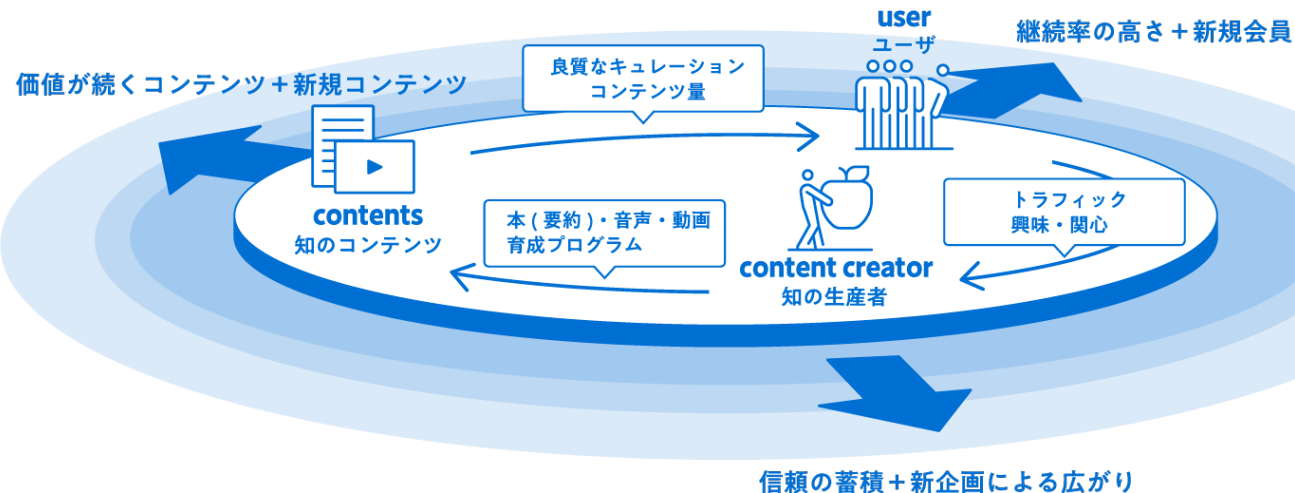 user
ユーザ
継続率の高さ＋新規会員
価値が続くコンテンツ＋新規コンテンツ
良質なキュレーション
コンテンツ量
contents
知のコンテンツ
本(要約)・音声・動画
育成プログラム
トラフィック
興味・関心
content creator
知の生産者
信頼の蓄積＋新企画による広がり